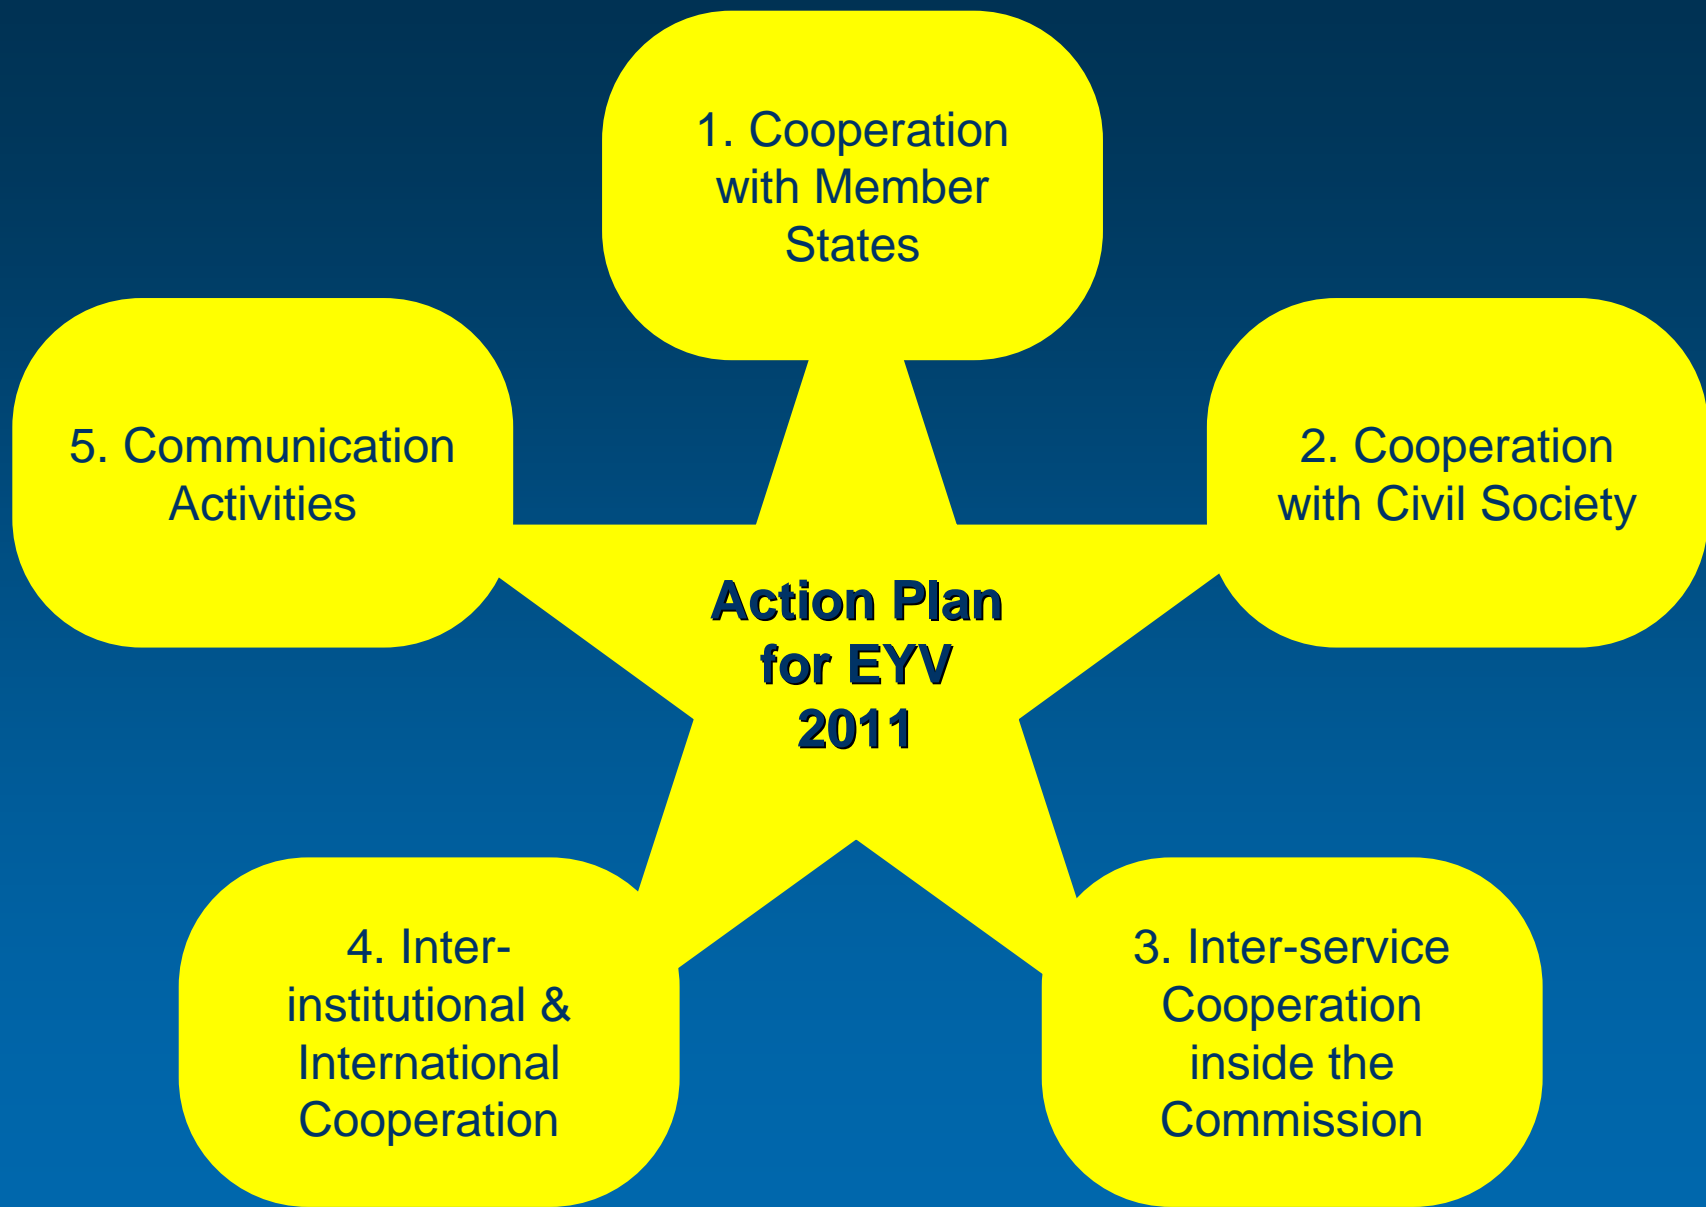 1. Cooperation
with Member
States
5. Communication
Activities
2. Cooperation
with Civil Society
Action Plan
for EYV
2011
4. Inter-
institutional &
International
Cooperation
3. Inter-service
Cooperation
inside the
Commission